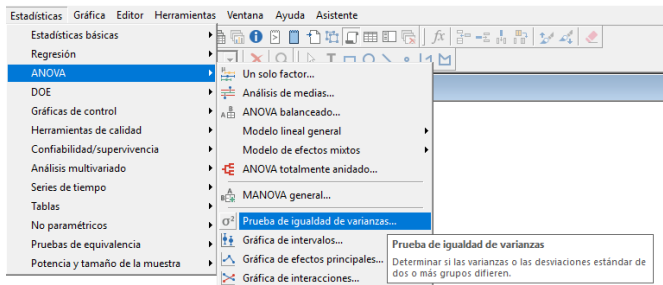 Estadísticas Gráfica Editor Herramientas Ventana Ayuda Asistente
Estadísticas básicas
Regresión
ANOVA
DOE
Gráficas de control
Herramientas de calidad
Confiabilidad/supervivencia
Análisis multivariado
Series de tiempo
Tablas
No paramétricos
Pruebas de equivalencia
Potencia y tamaño de la muestra
Un solo factor...
Análisis de medias...
ANOVA balanceado...
Modelo lineal general
Modelo de efectos mixtos
ANOVA totalmente anidado...
MANOVA general...
σ² Prueba de igualdad de varianzas...
Gráfica de intervalos...
Gráfica de efectos principales...
Gráfica de interacciones...
Prueba de igualdad de varianzas
Determinar si las varianzas o las desviaciones estándar de
dos o más grupos difieren.